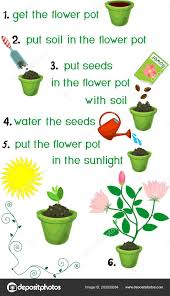 1. get the flower pot
2. put soil in the flower pot
3. put seeds
in the flower pot
with soil
4. water the seeds
5. put the flower pot
in the sunlight
6.
depositphotos